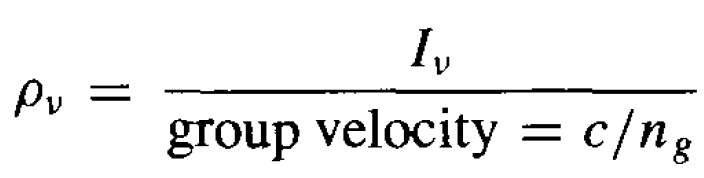 ρ_ν = I_ν / group velocity = c/n_g